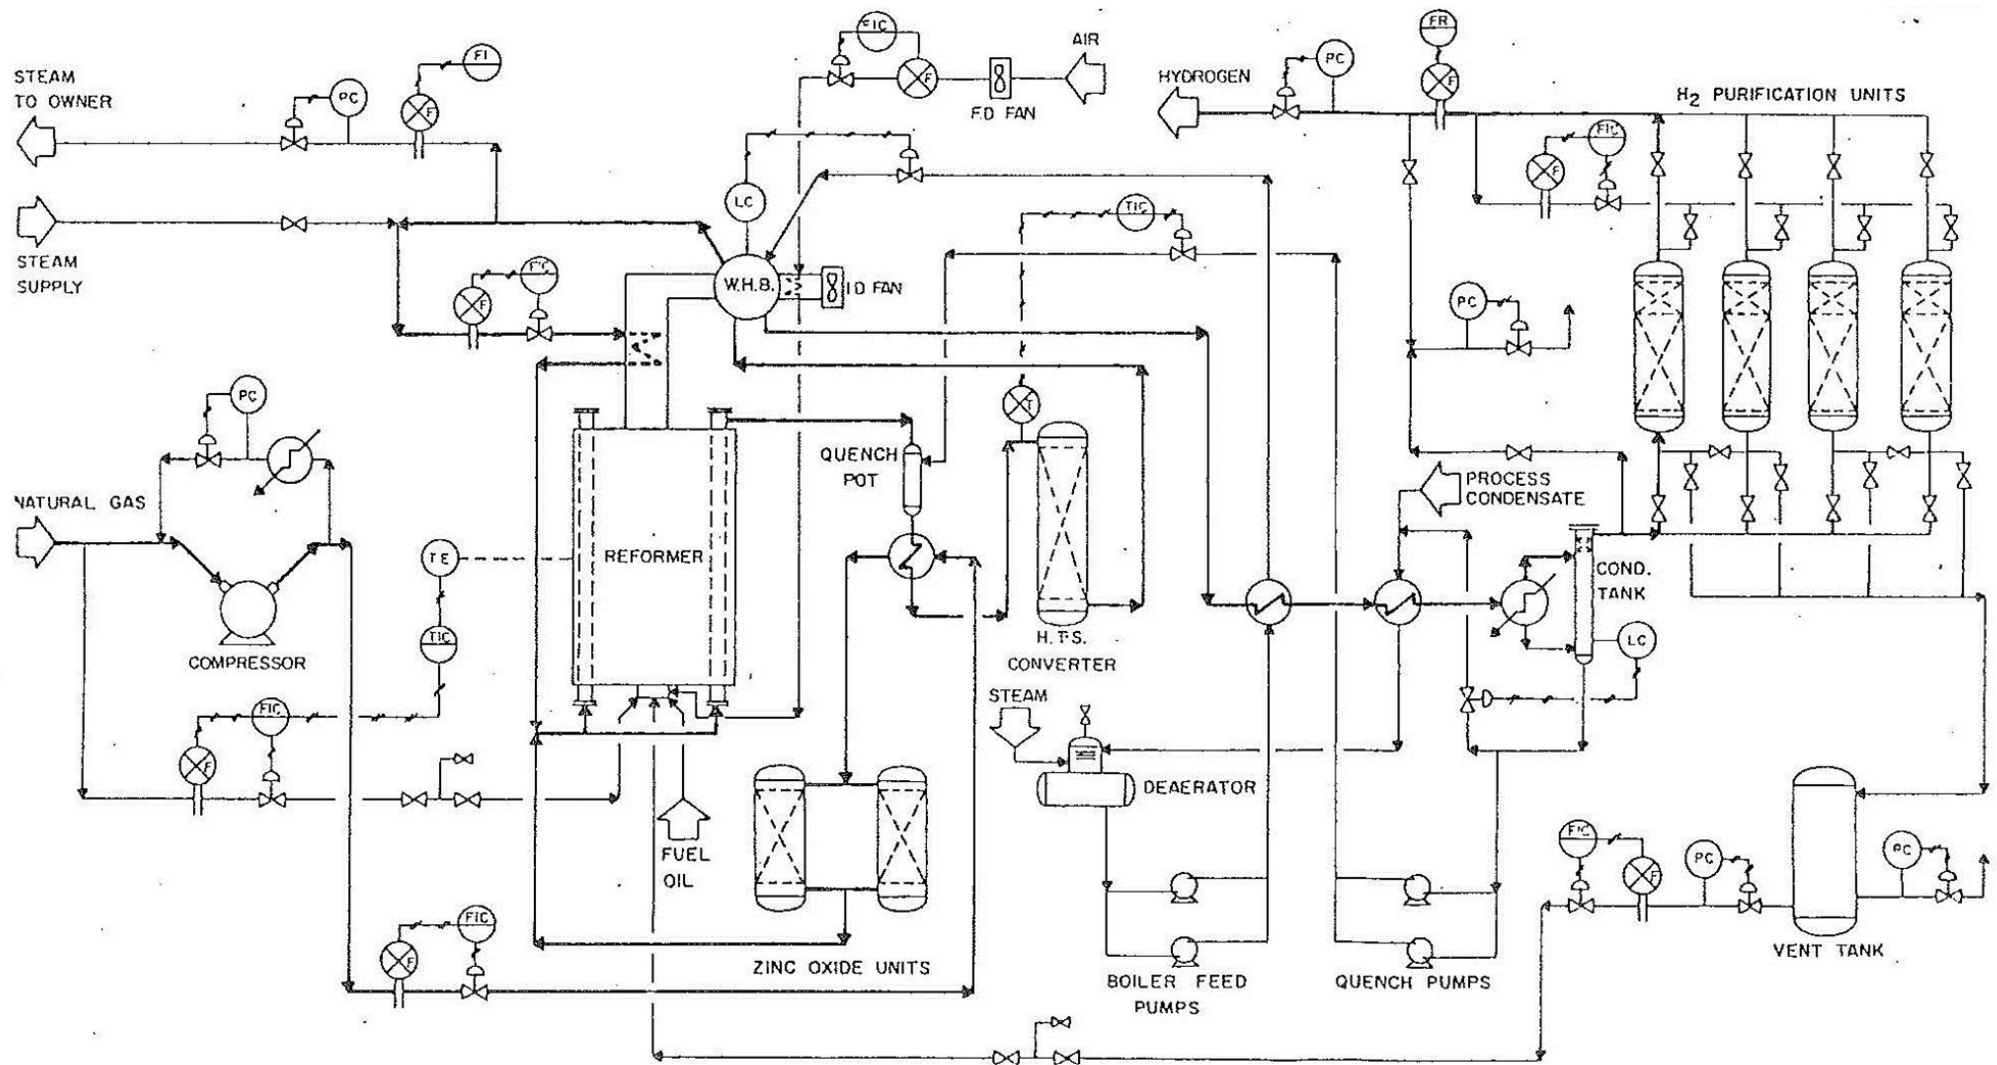 FIC
FR
AIR
PC
HYDROGEN
F
F.D FAN
FI
STEAM
TO OWNER
PC
F
F
H2 PURIFICATION UNITS
FIC
F
LC
TIC
STEAM
SUPPLY
FIC
F
W.H.B.
I D FAN
PC
PC
T
QUENCH
POT
PROCESS
CONDENSATE
NATURAL GAS
TE
REFORMER
COND.
TANK
TIC
H.T.S.
CONVERTER
LC
COMPRESSOR
STEAM
FIC
F
DEAERATOR
FUEL
OIL
FIC
F
PC
PC
FIC
F
VENT TANK
ZINC OXIDE UNITS
BOILER FEED
PUMPS
QUENCH PUMPS